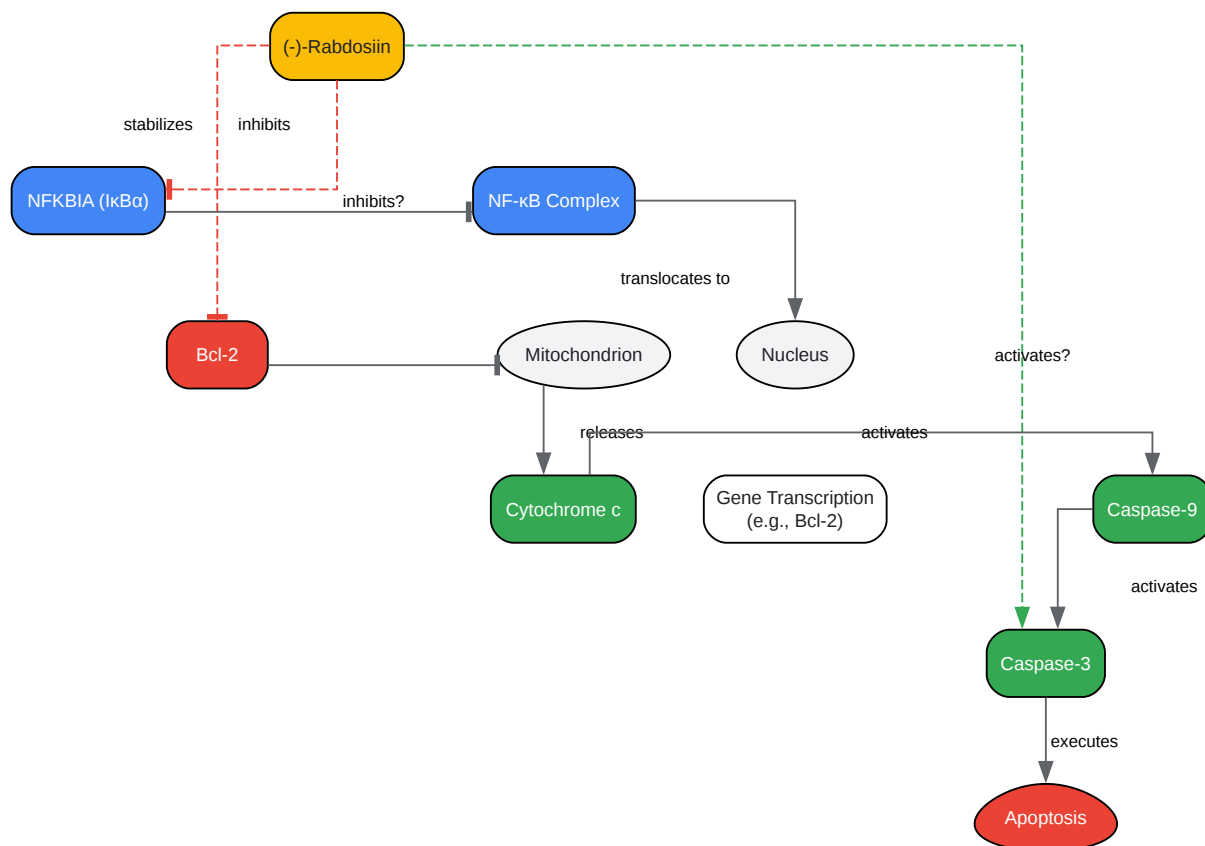 (-)-Rabdosiin
stabilizes
inhibits
NFKBIA (IκBα)
inhibits?
NF-κB Complex
translocates to
Bcl-2
Mitochondrion
Nucleus
activates?
releases
activates
Cytochrome c
Gene Transcription
(e.g., Bcl-2)
Caspase-9
activates
Caspase-3
executes
Apoptosis